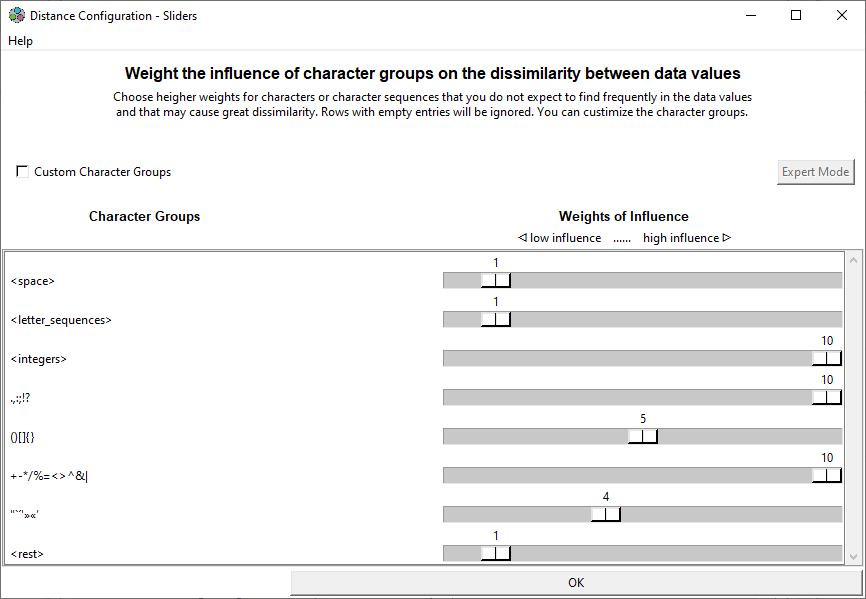 Distance Configuration - Sliders
Help
Weight the influence of character groups on the dissimilarity between data values
Choose heigher weights for characters or character sequences that you do not expect to find frequently in the data values
and that may cause great dissimilarity. Rows with empty entries will be ignored. You can custimize the character groups.
Custom Character Groups
Expert Mode
Character Groups
Weights of Influence
low influence ...... high influence
1
<space>
1
<letter_sequences>
10
<integers>
10
.,:;!?
5
()[]{}
10
+-*/%=<>^&|
4
1
<rest>
OK